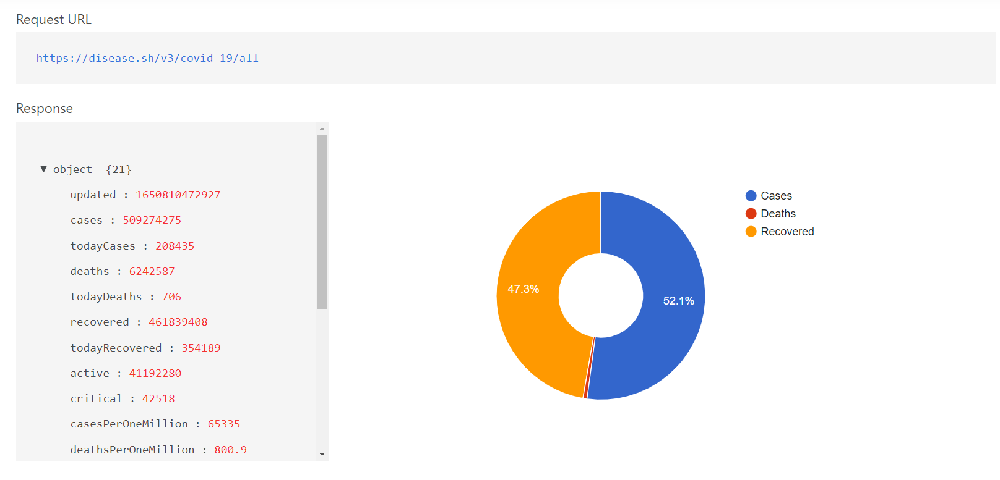 Request URL
https://disease.sh/v3/covid-19/all
Response
▼ object {21}
updated : 1650810472927
cases : 509274275
todayCases : 208435
deaths : 6242587
todayDeaths : 706
recovered : 461839408
todayRecovered : 354189
active : 41192280
critical : 42518
casesPerOneMillion : 65335
deathsPerOneMillion : 800.9
47.3%
52.1%
Cases
Deaths
Recovered